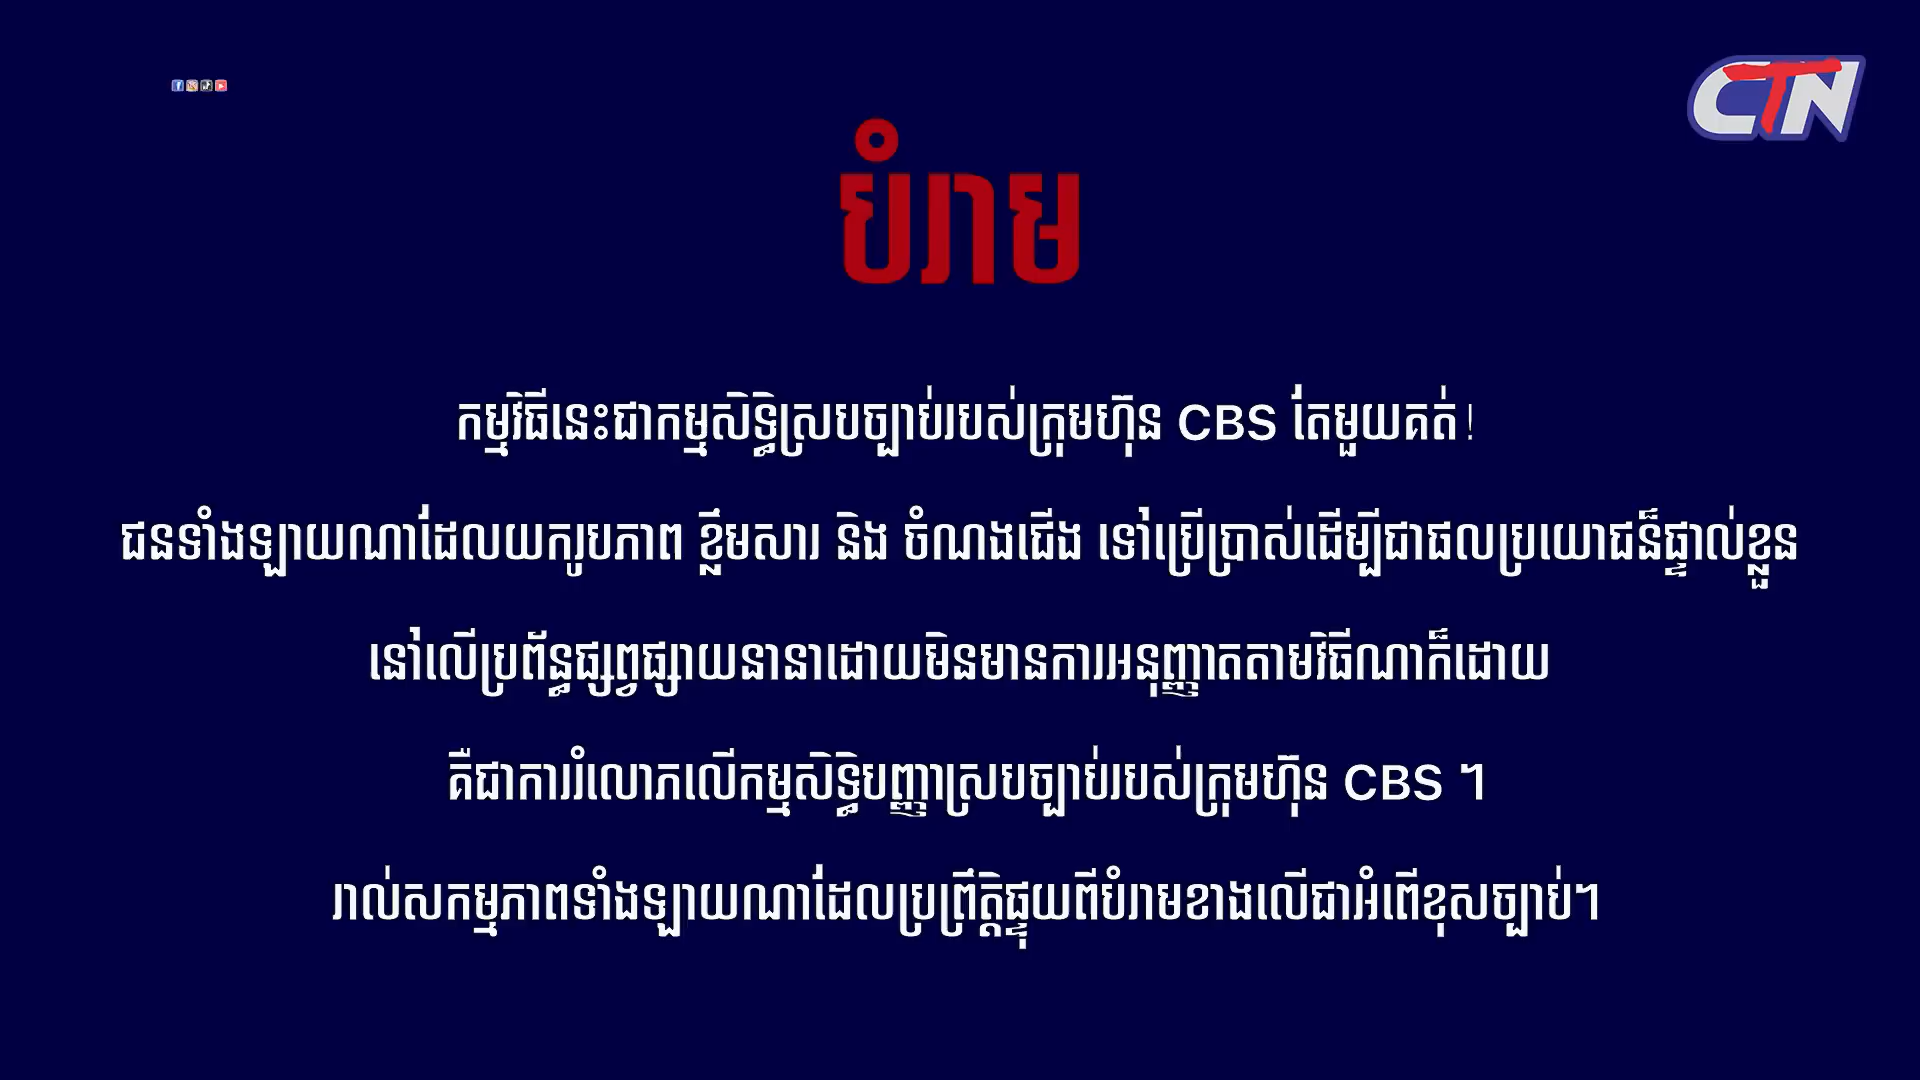 CTN
បំរាម
កម្មវិធីនេះជាកម្មសិទ្ធិស្របច្បាប់របស់ក្រុមហ៊ុន CBS តែមួយគត់!
ជនទាំងឡាយណាដែលយករូបភាព ខ្លឹមសារ និង ចំណងជើង ទៅប្រើប្រាស់ដើម្បីជាផលប្រយោជន៏ផ្ទាល់ខ្លួន
នៅលើប្រព័ន្ធផ្សព្វផ្សាយនានាដោយមិនមានការអនុញ្ញាតតាមវិធីណាក៏ដោយ
គឺជាការរំលោភលើកម្មសិទ្ធិបញ្ញាស្របច្បាប់របស់ក្រុមហ៊ុន CBS ។
រាល់សកម្មភាពទាំងឡាយណាដែលប្រព្រឹត្តិផ្ទុយពីបំរាមខាងលើជាអំពើខុសច្បាប់។